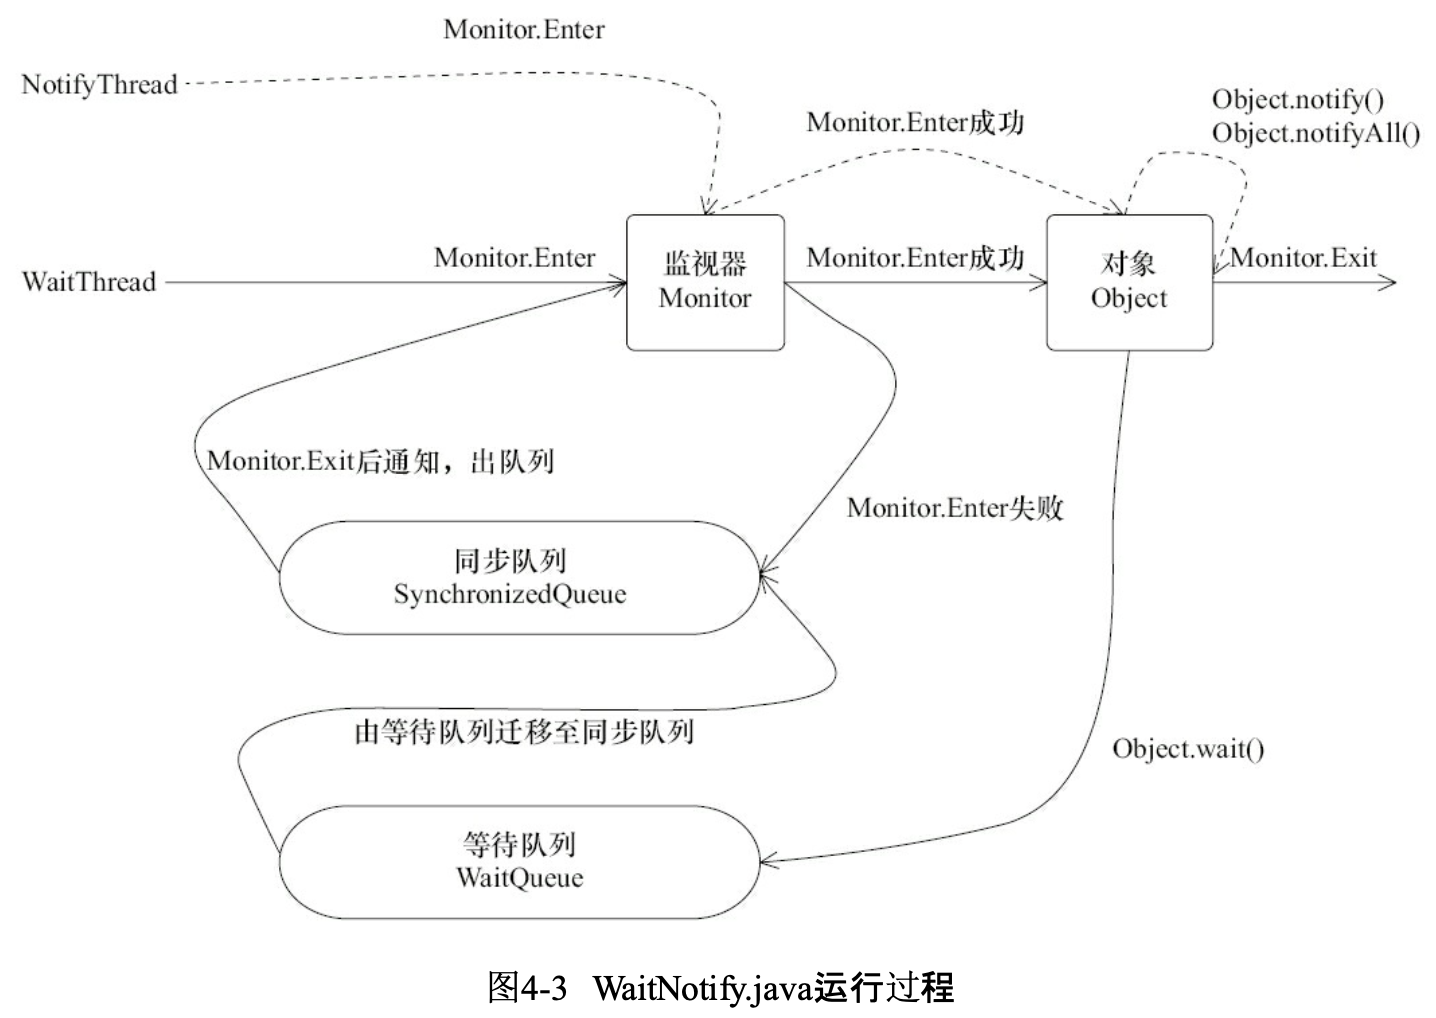 Monitor.Enter
NotifyThread
Object.notify()
Object.notifyAll()
Monitor.Enter成功
WaitThread
Monitor.Enter
监视器
Monitor
Monitor.Enter成功
对象
Object
Monitor.Exit
Monitor.Exit后通知，出队列
Monitor.Enter失败
同步队列
SynchronizedQueue
由等待队列迁移至同步队列
Object.wait()
等待队列
WaitQueue
图4-3 WaitNotify.java运行过程